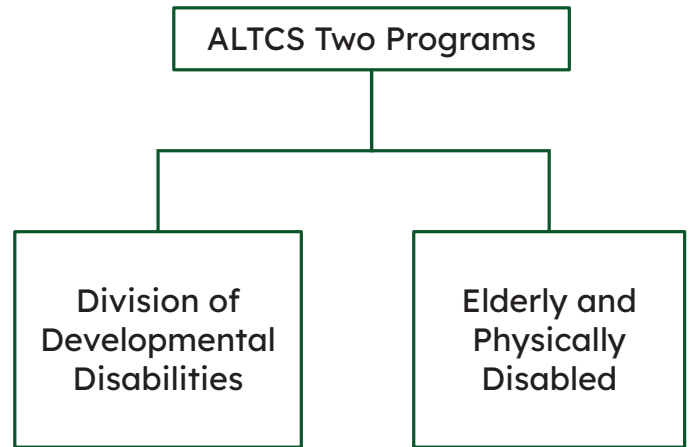 ALTCS Two Programs
Division of
Developmental
Disabilities
Elderly and
Physically
Disabled